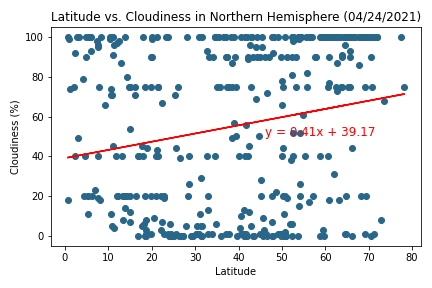 Latitude vs. Cloudiness in Northern Hemisphere (04/24/2021)
Cloudiness (%)
100
80
60
40
20
0
y = 0.41x + 39.17
0 10 20 30 40 50 60 70 80
Latitude